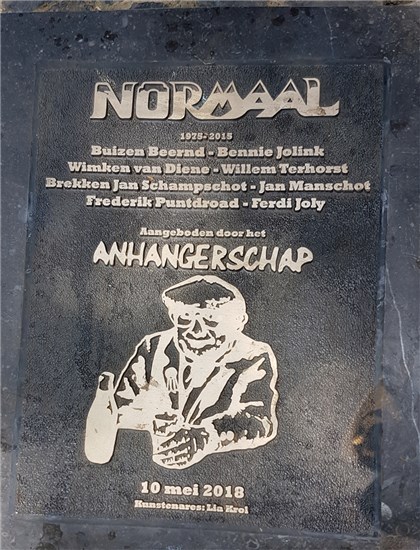 NORMAAL
1975-2015
Buizen Beernd - Bennie Jolink
Wimken van Diene - Willem Terhorst
Brekken Jan Schampschot - Jan Manschot
Frederik Puntdroad - Ferdi Joly
Aangeboden door het
ANHANGERSCHAP
10 mei 2018
Kunstenares: Lia Krol